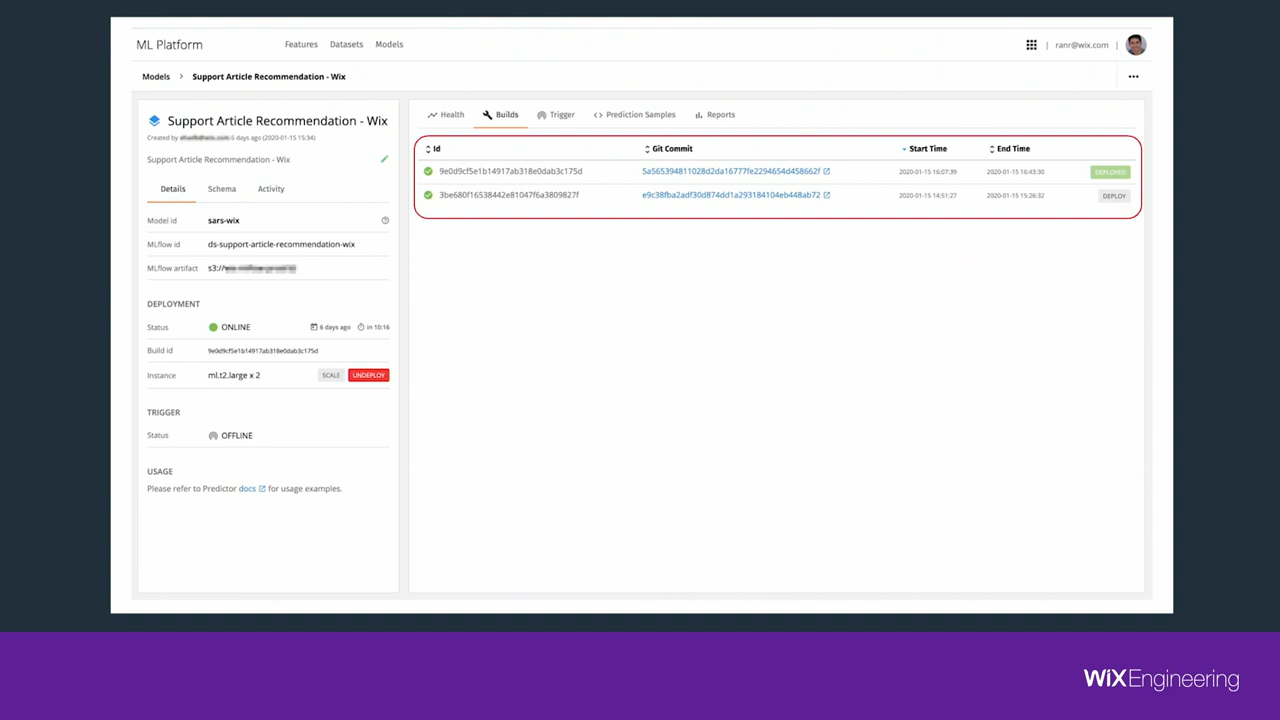 ML Platform
Features Datasets Models
ranr@wix.com
Models > Support Article Recommendation - Wix
Support Article Recommendation - Wix
Created by 6 days ago (2020-01-15 15:34)
Support Article Recommendation - Wix
Details Schema Activity
Model id sars-wix
MLflow id ds-support-article-recommendation-wix
MLflow artifact s3://
DEPLOYMENT
Status ONLINE 6 days ago in 10:16
Build id 9e0d9cf5e1b14917ab318e0dab3c175d
Instance ml.t2.large x 2 SCALE UNDEPLOY
TRIGGER
Status OFFLINE
USAGE
Please refer to Predictor docs for usage examples.
Health Builds Trigger Prediction Samples Reports
Id Git Commit Start Time End Time
9e0d9cf5e1b14917ab318e0dab3c175d 5a565394811028d2da16777fe2294654d458662f 2020-01-15 16:07:39 2020-01-15 16:43:30 DEPLOYED
3be680f16538442e81047f6a3809827f e9c38fba2adf30d874dd1a293184104eb448ab72 2020-01-15 14:51:27 2020-01-15 15:26:32 DEPLOY
WiXEngineering